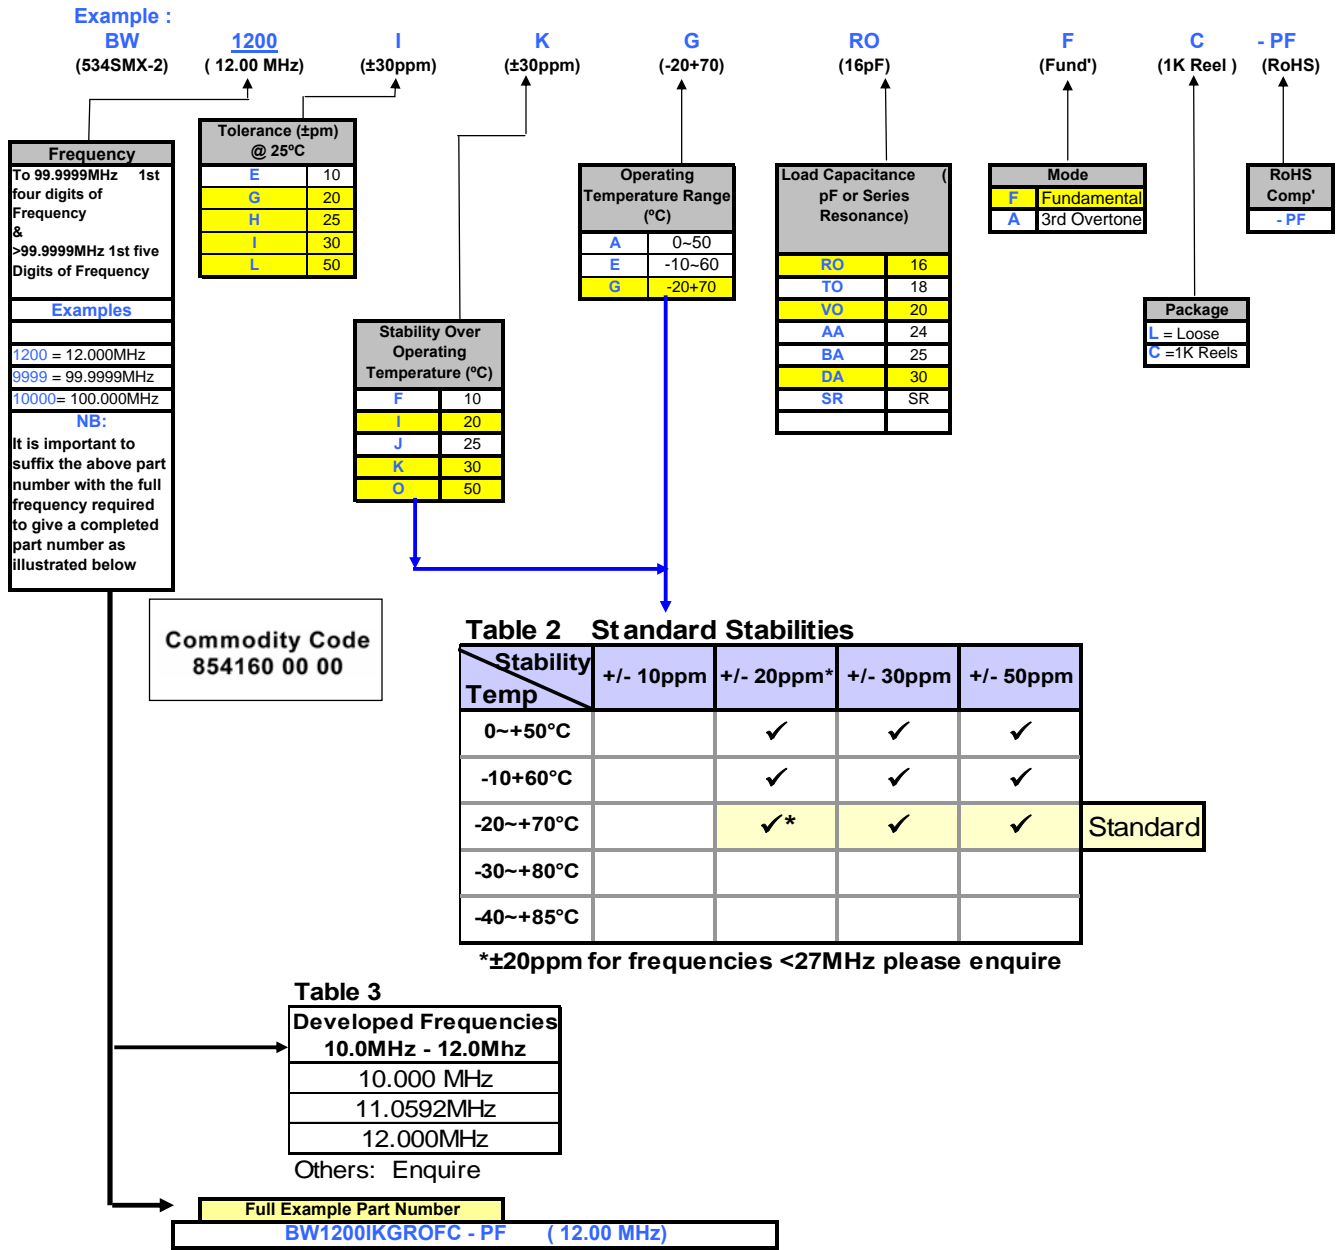 Example :
BW 1200 I K G RO F C - PF
(534SMX-2) ( 12.00 MHz) (±30ppm) (±30ppm) (-20+70) (16pF) (Fund') (1K Reel ) (RoHS)
Frequency
To 99.9999MHz 1st
four digits of
Frequency
&
>99.9999MHz 1st five
Digits of Frequency
Examples
1200 = 12.000MHz
9999 = 99.9999MHz
10000= 100.000MHz
NB:
It is important to
suffix the above part
number with the full
frequency required
to give a completed
part number as
illustrated below
Tolerance (±pm)
@ 25ºC
E 10
G 20
H 25
I 30
L 50
Stability Over
Operating
Temperature (ºC)
F 10
I 20
J 25
K 30
O 50
Operating
Temperature Range
(ºC)
A 0~50
E -10~60
G -20+70
Load Capacitance (
pF or Series
Resonance)
RO 16
TO 18
VO 20
AA 24
BA 25
DA 30
SR SR
Mode
F Fundamental
A 3rd Overtone
Package
L = Loose
C =1K Reels
RoHS
Comp'
- PF
Commodity Code
854160 00 00
Table 2 Standard Stabilities
Stability
Temp
+/- 10ppm +/- 20ppm* +/- 30ppm +/- 50ppm
0~+50°C ✓ ✓ ✓
-10+60°C ✓ ✓ ✓
-20~+70°C ✓* ✓ ✓ Standard
-30~+80°C
-40~+85°C
*±20ppm for frequencies <27MHz please enquire
Table 3
Developed Frequencies
10.0MHz - 12.0Mhz
10.000 MHz
11.0592MHz
12.000MHz
Others: Enquire
Full Example Part Number
BW1200IKGROFC - PF ( 12.00 MHz)